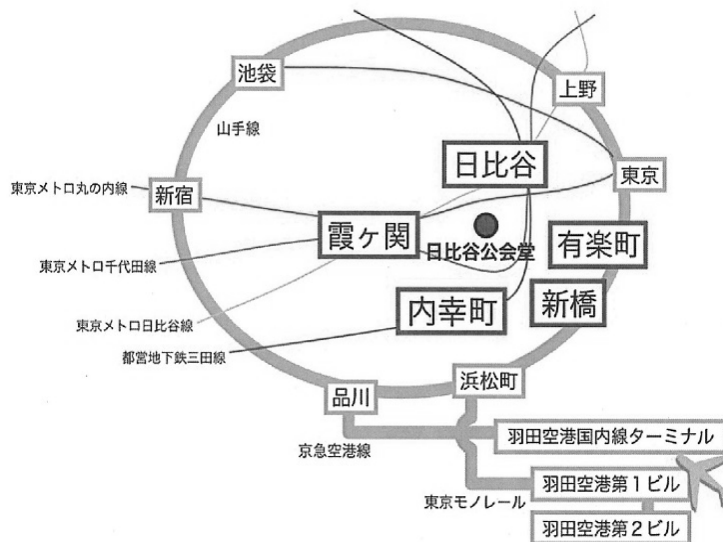 池袋
上野
山手線
日比谷
東京
東京メトロ丸の内線
新宿
霞ヶ関
日比谷公会堂
有楽町
東京メトロ千代田線
内幸町
新橋
東京メトロ日比谷線
都営地下鉄三田線
浜松町
品川
羽田空港国内線ターミナル
京急空港線
羽田空港第1ビル
東京モノレール
羽田空港第2ビル